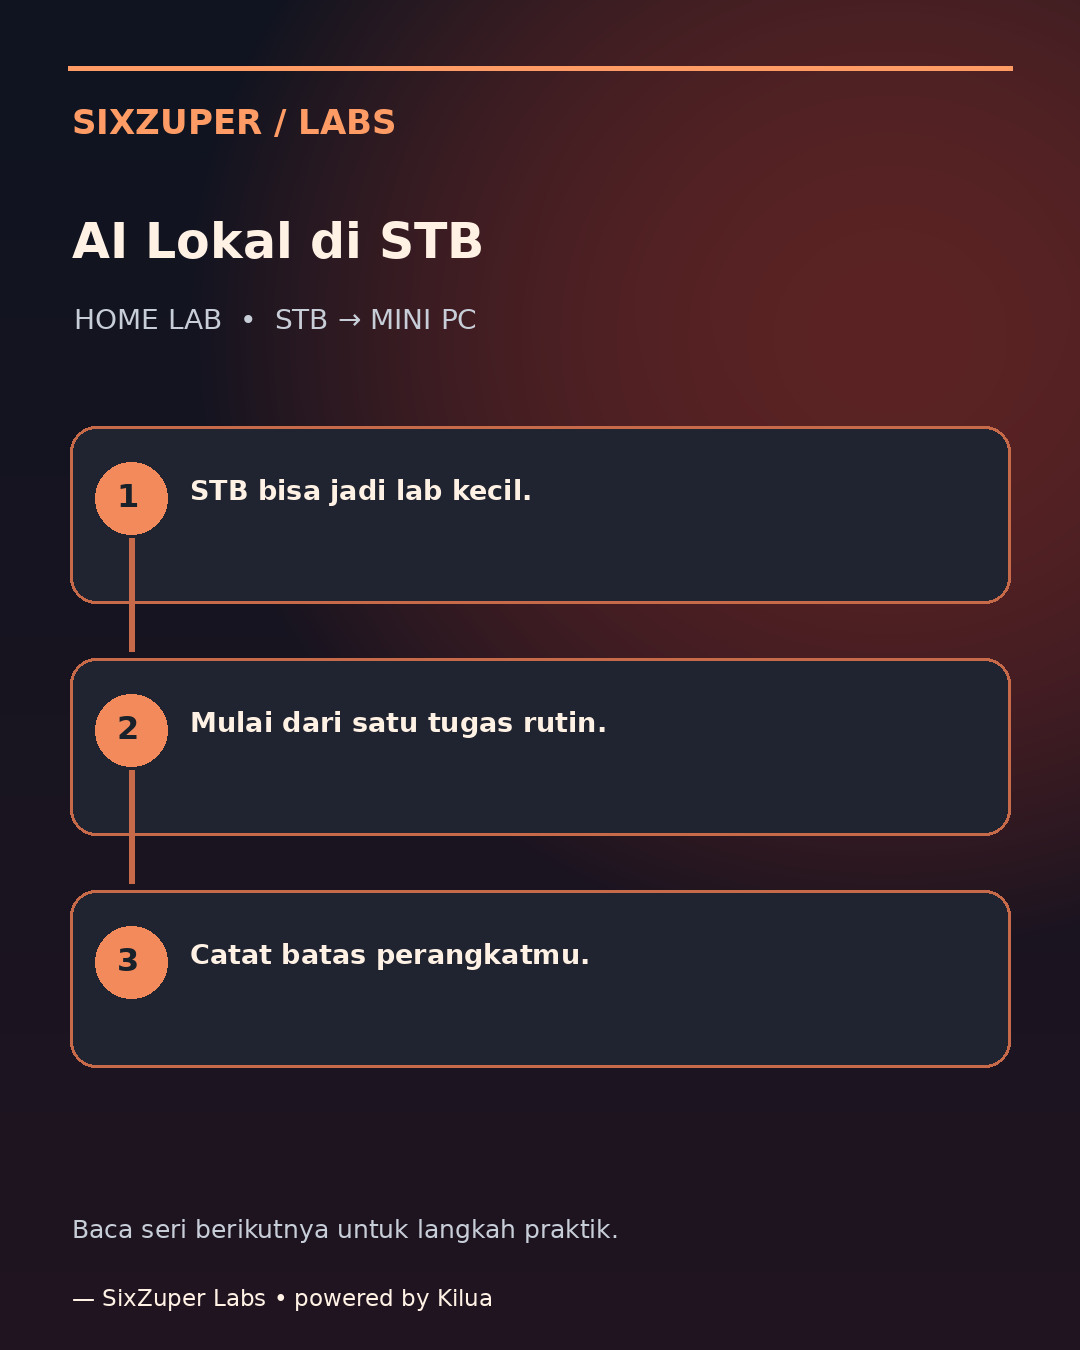 SIXZUPER / LABS
AI Lokal di STB
HOME LAB • STB → MINI PC
1
STB bisa jadi lab kecil.
2
Mulai dari satu tugas rutin.
3
Catat batas perangkatmu.
Baca seri berikutnya untuk langkah praktik.
— SixZuper Labs • powered by Kilua